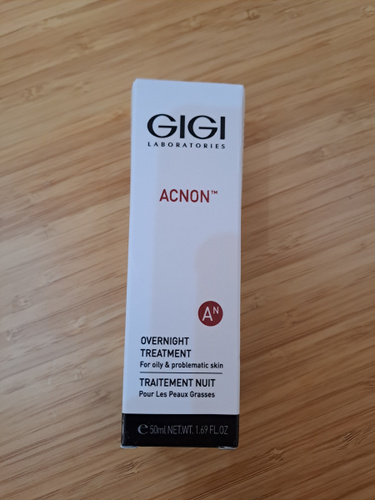 GIGI
LABORATORIES
ACNON™
Aᴺ
OVERNIGHT
TREATMENT
For oily & problematic skin
TRAITEMENT NUIT
Pour Les Peaux Grasses
℮50ml NET.WT. 1.69 FL.OZ